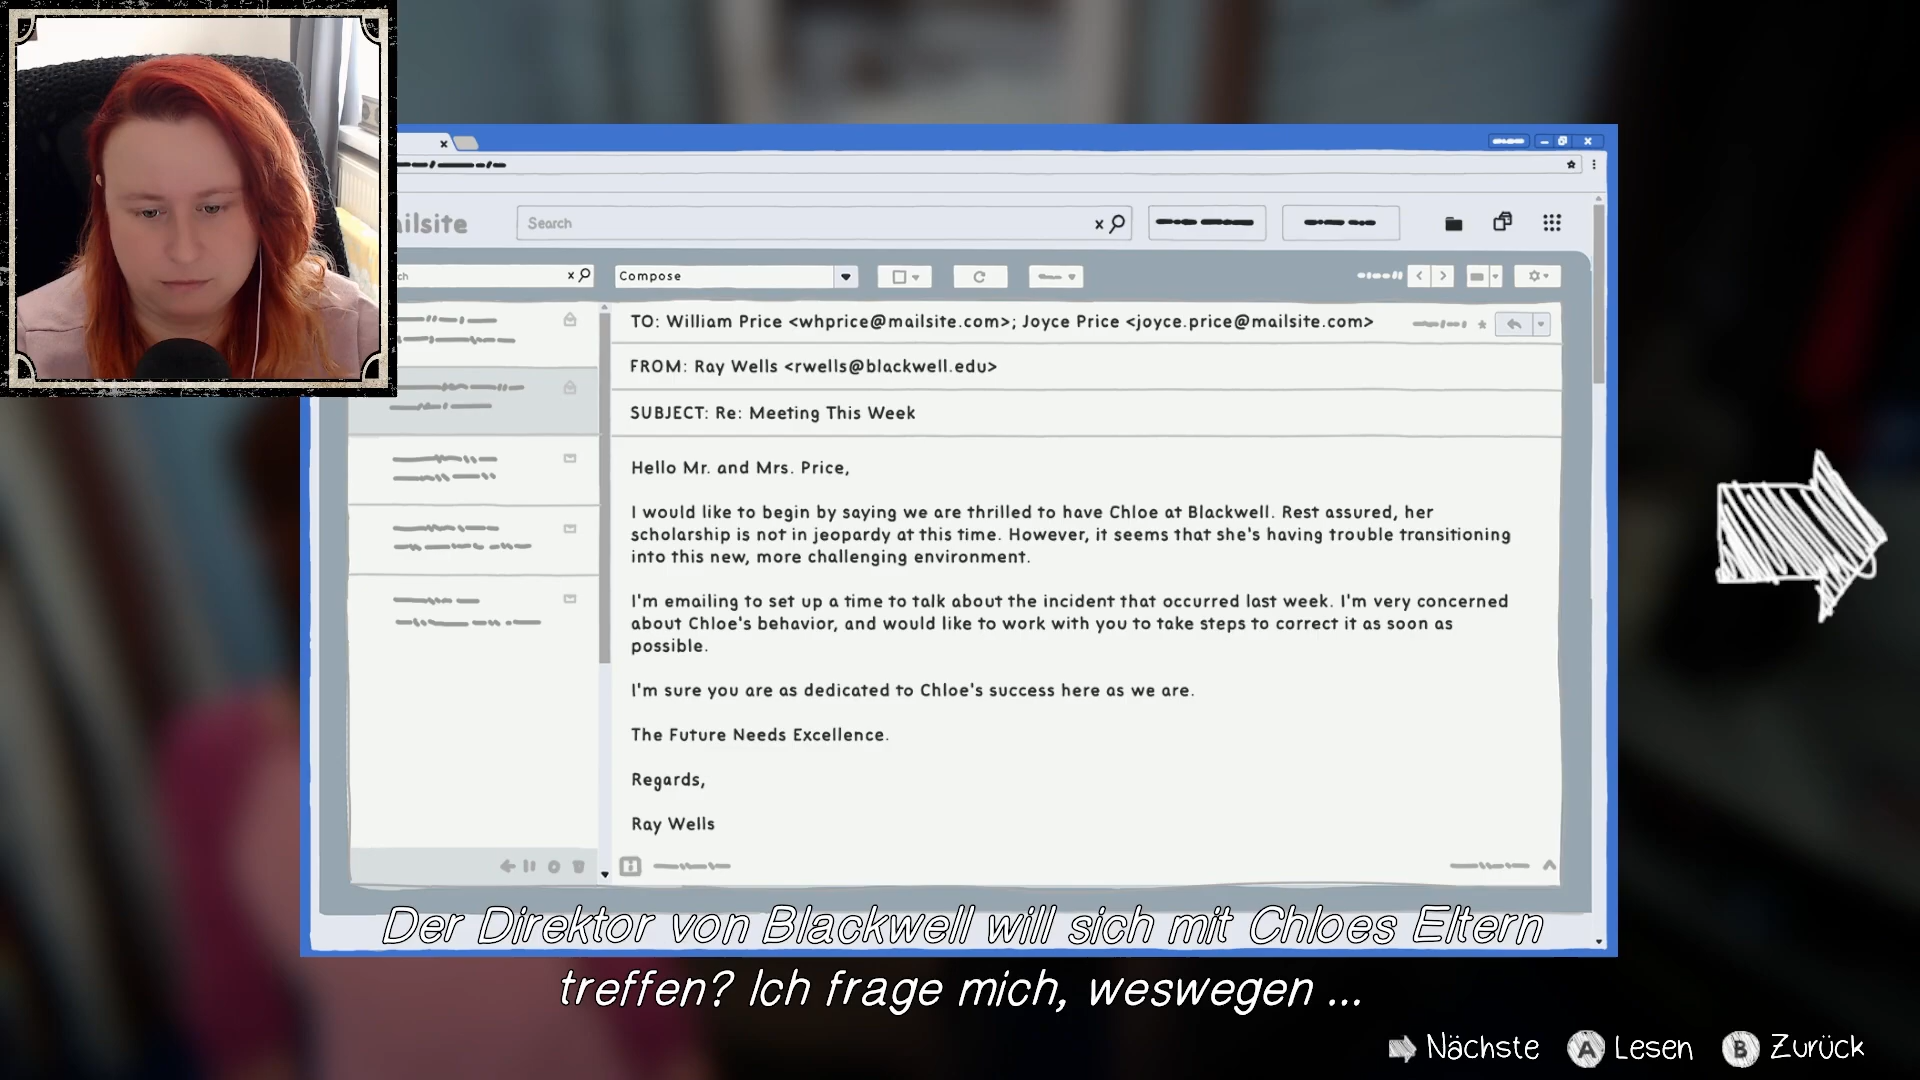 ilsite
Search
ch
Compose
TO: William Price <whprice@mailsite.com>; Joyce Price <joyce.price@mailsite.com>
FROM: Ray Wells <rwells@blackwell.edu>
SUBJECT: Re: Meeting This Week
Hello Mr. and Mrs. Price,
I would like to begin by saying we are thrilled to have Chloe at Blackwell. Rest assured, her
scholarship is not in jeopardy at this time. However, it seems that she's having trouble transitioning
into this new, more challenging environment.
I'm emailing to set up a time to talk about the incident that occurred last week. I'm very concerned
about Chloe's behavior, and would like to work with you to take steps to correct it as soon as
possible.
I'm sure you are as dedicated to Chloe's success here as we are.
The Future Needs Excellence.
Regards,
Ray Wells
Der Direktor von Blackwell will sich mit Chloes Eltern
treffen? Ich frage mich, weswegen ...
Nächste A Lesen B Zurück